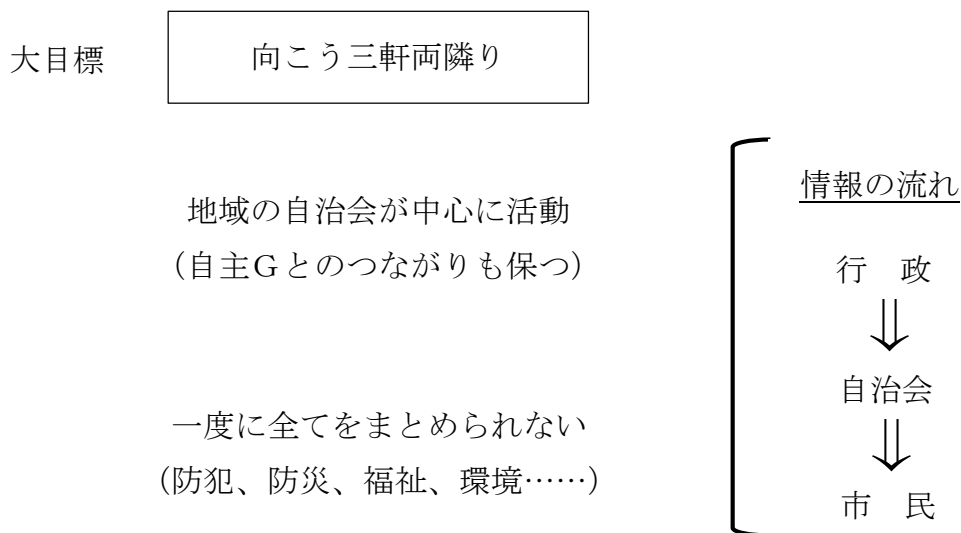 大目標
向こう三軒両隣り
地域の自治会が中心に活動
(自主Gとのつながりも保つ)
一度に全てをまとめられない
(防犯、防災、福祉、環境……)
情報の流れ
行　政
⇓
自治会
⇓
市　民